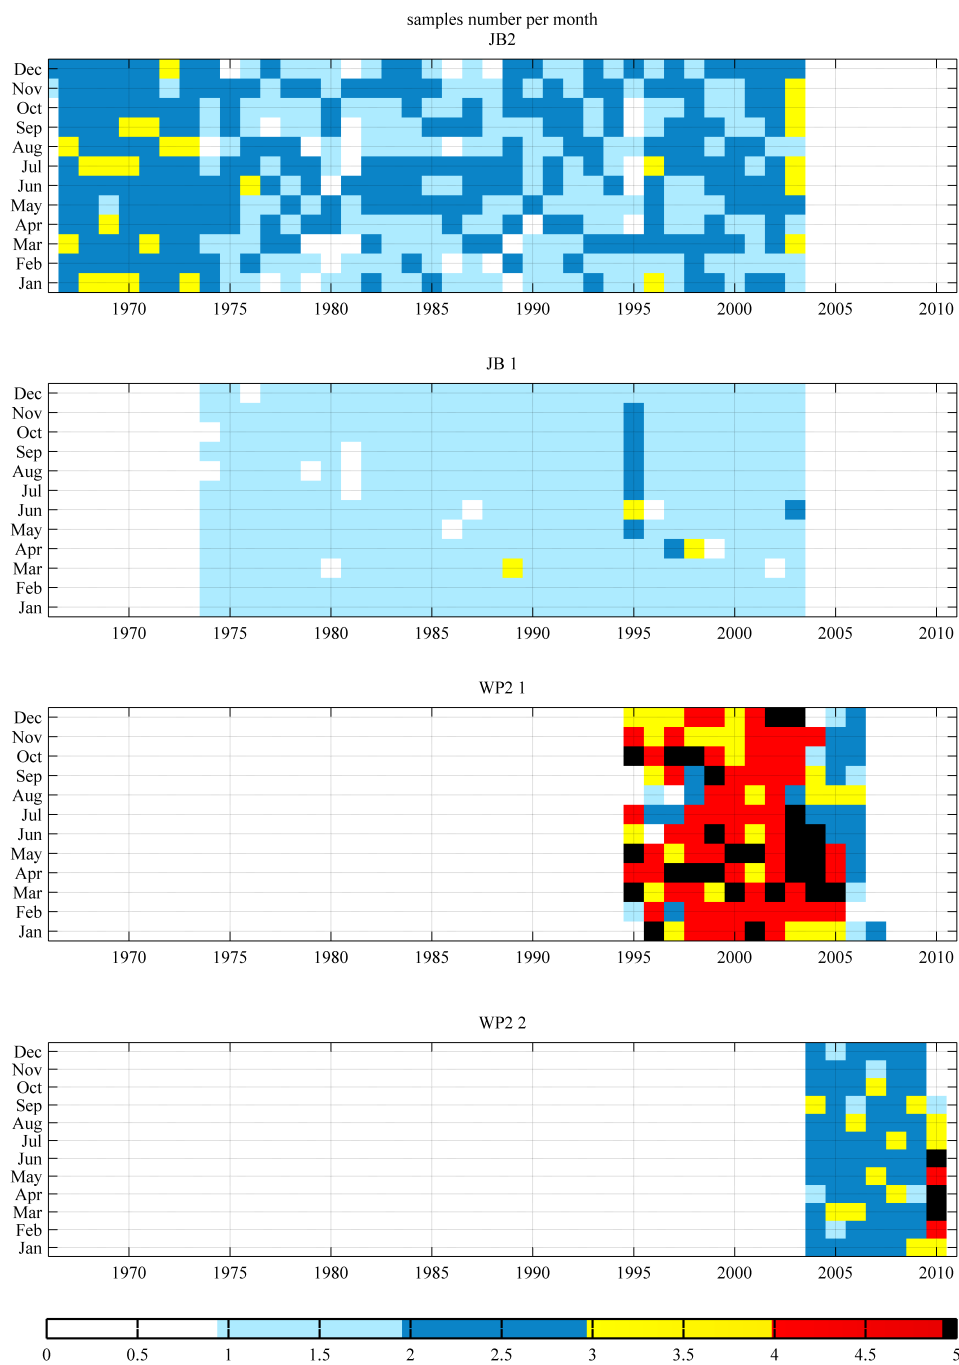 samples number per month
JB2
Dec
Nov
Oct
Sep
Aug
Jul
Jun
May
Apr
Mar
Feb
Jan
1970 1975 1980 1985 1990 1995 2000 2005 2010
JB 1
Dec
Nov
Oct
Sep
Aug
Jul
Jun
May
Apr
Mar
Feb
Jan
1970 1975 1980 1985 1990 1995 2000 2005 2010
WP2 1
Dec
Nov
Oct
Sep
Aug
Jul
Jun
May
Apr
Mar
Feb
Jan
1970 1975 1980 1985 1990 1995 2000 2005 2010
WP2 2
Dec
Nov
Oct
Sep
Aug
Jul
Jun
May
Apr
Mar
Feb
Jan
1970 1975 1980 1985 1990 1995 2000 2005 2010
0 0.5 1 1.5 2 2.5 3 3.5 4 4.5 5